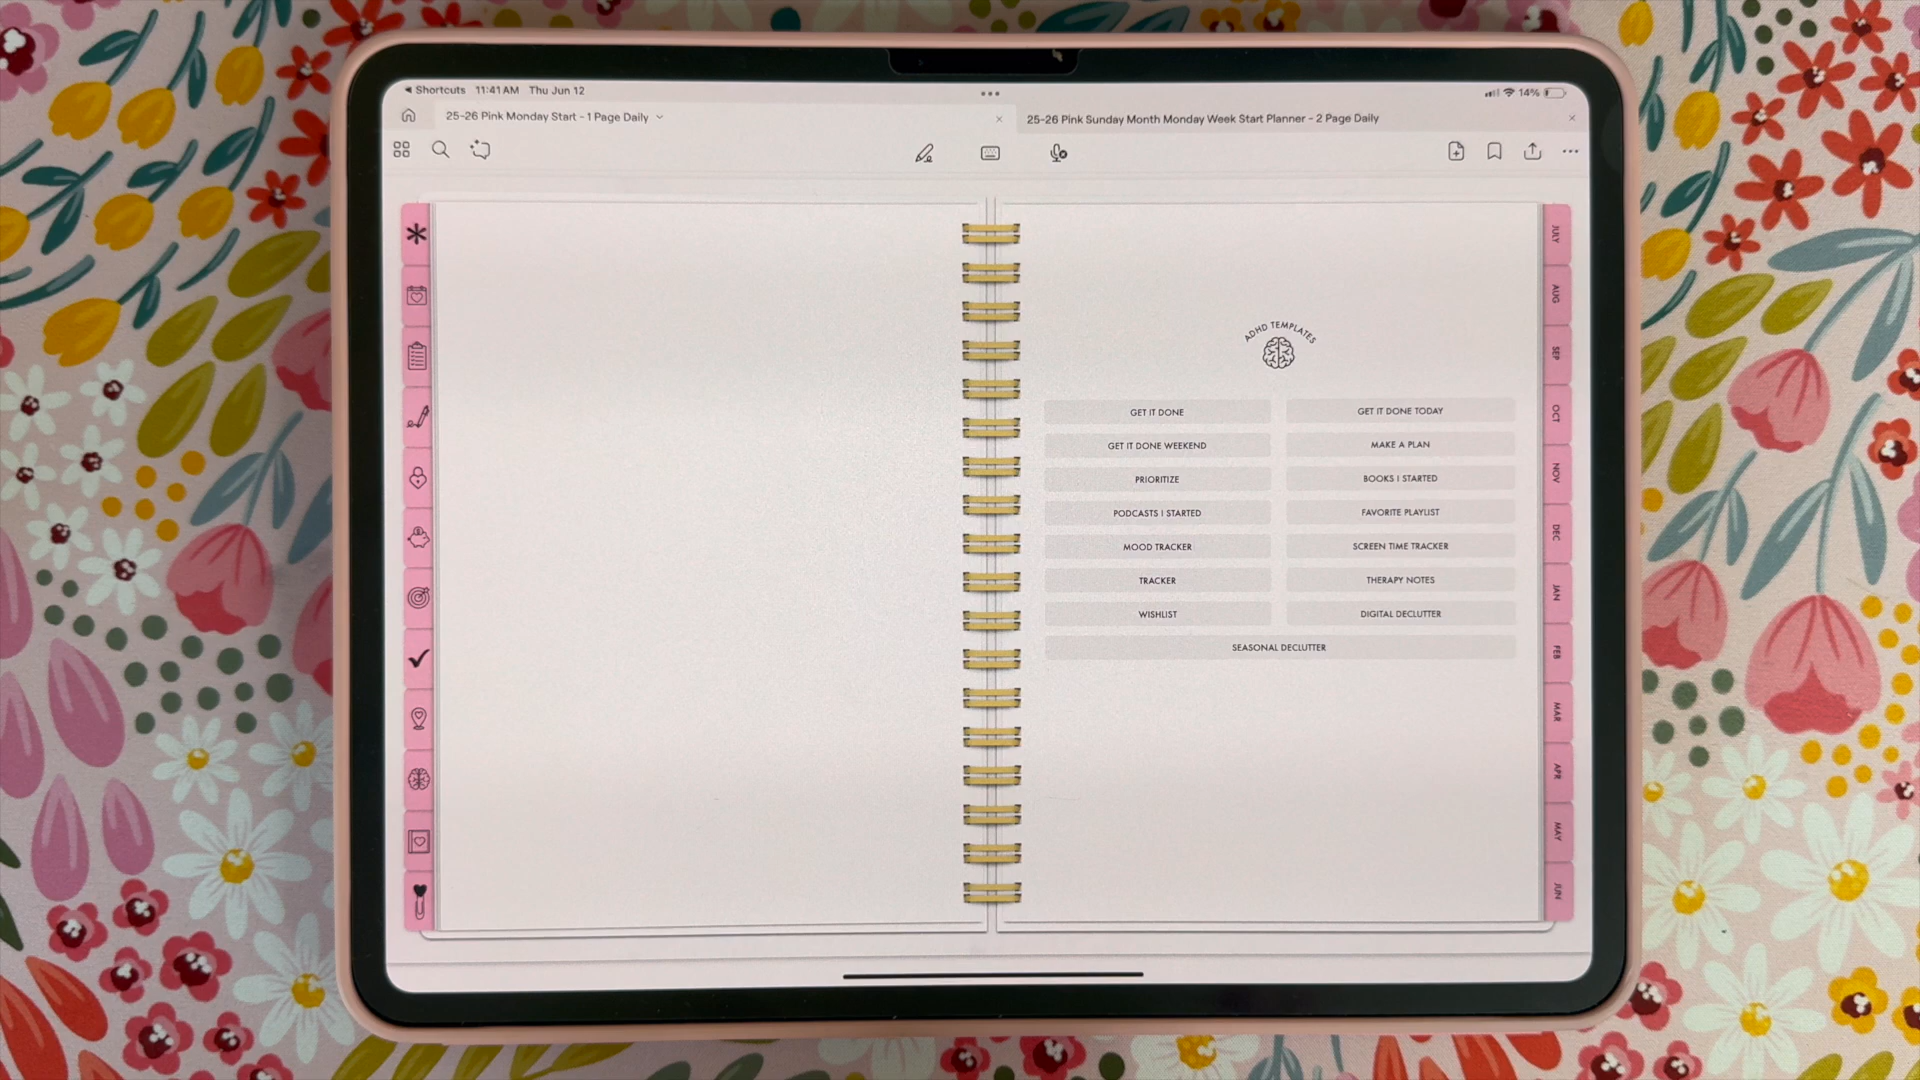 Shortcuts 11:41 AM Thu Jun 12
14%
25-26 Pink Monday Start - 1 Page Daily
25-26 Pink Sunday Month Monday Week Start Planner - 2 Page Daily
ADHD TEMPLATES
GET IT DONE
GET IT DONE TODAY
GET IT DONE WEEKEND
MAKE A PLAN
PRIORITIZE
BOOKS I STARTED
PODCASTS I STARTED
FAVORITE PLAYLIST
MOOD TRACKER
SCREEN TIME TRACKER
TRACKER
THERAPY NOTES
WISHLIST
DIGITAL DECLUTTER
SEASONAL DECLUTTER
JULY
AUG
SEP
OCT
NOV
DEC
JAN
FEB
MAR
APR
MAY
JUN